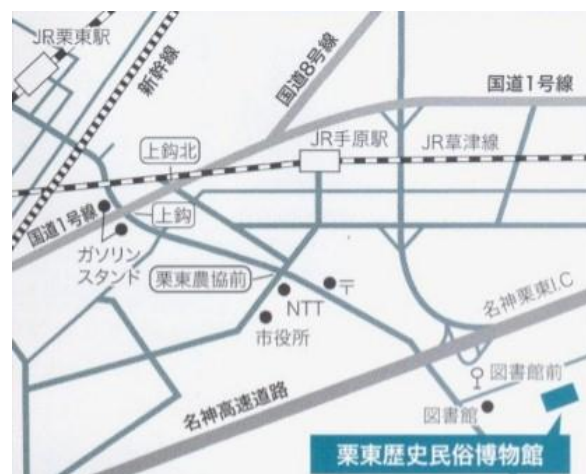 JR栗東駅
新幹線
国道8号線
国道1号線
上鈎北
JR手原駅
JR草津線
国道1号線
上鈎
ガソリン
スタンド
栗東農協前
〒
NTT
市役所
名神栗東I.C
名神高速道路
図書館前
図書館
栗東歴史民俗博物館